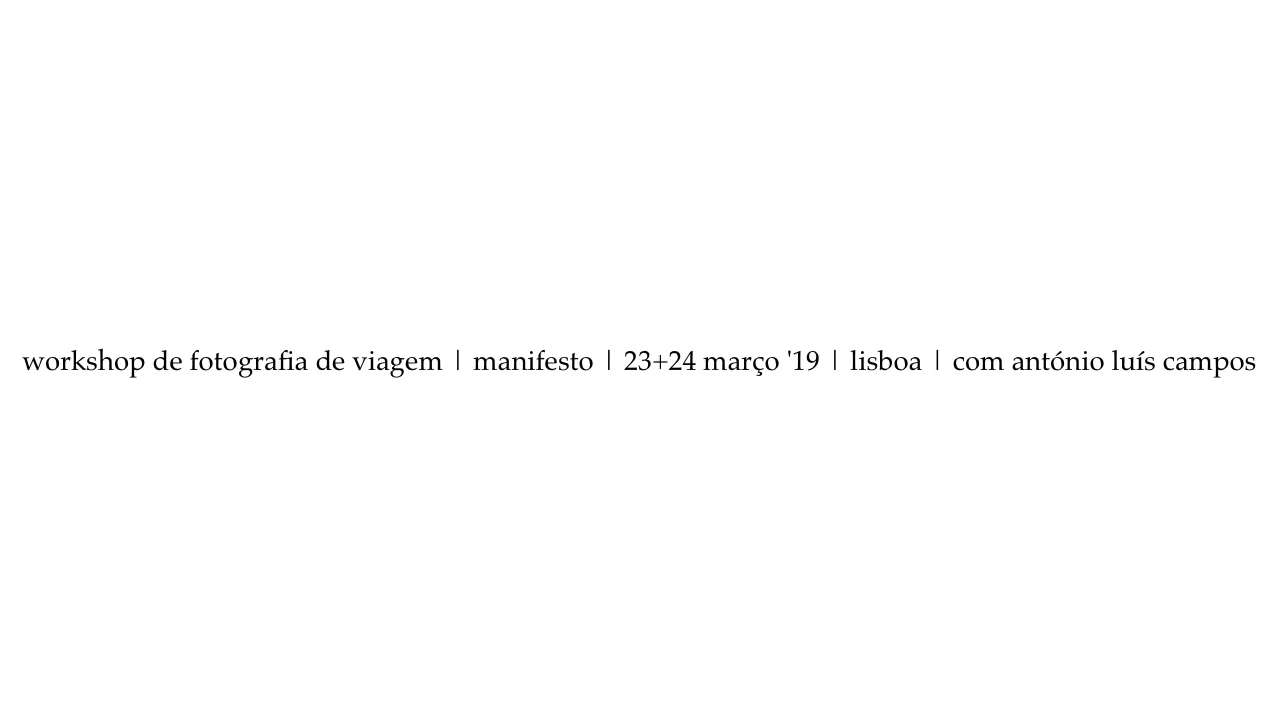 workshop de fotografia de viagem | manifesto | 23+24 março '19 | lisboa | com antónio luís campos